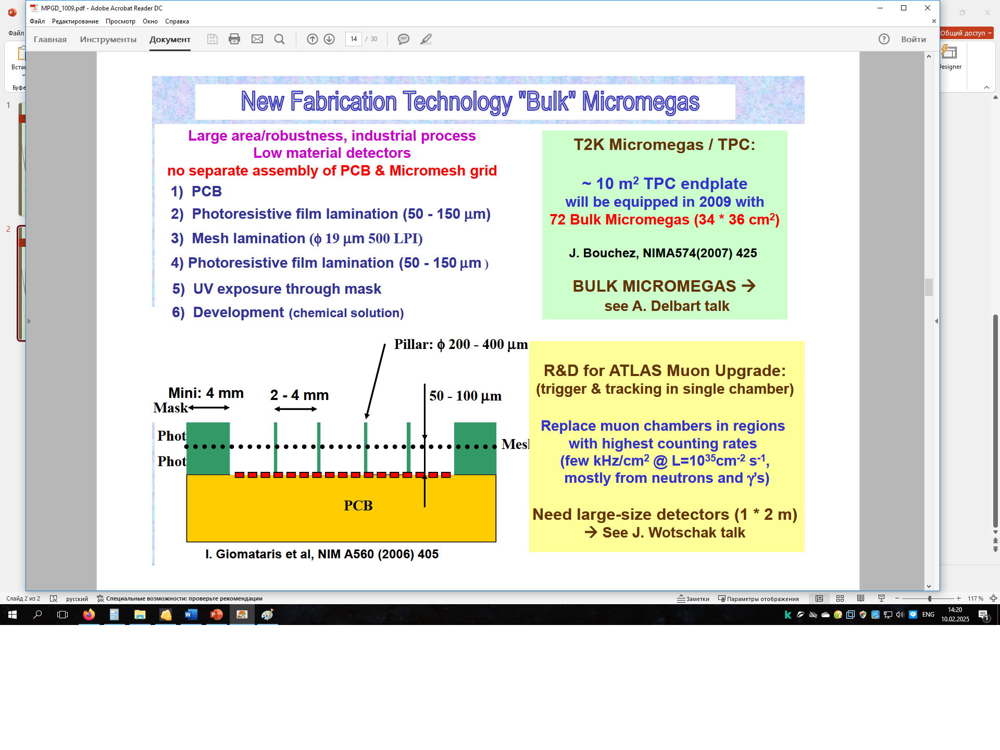 MPGD_1009.pdf - Adobe Acrobat Reader DC
Файл Редактирование Просмотр Окно Справка
Файл
Главная Инструменты Документ 14 / 30 Войти
Общий доступ
Встав
Designer
Буфе
1
2
New Fabrication Technology "Bulk" Micromegas
Large area/robustness, industrial process
Low material detectors
no separate assembly of PCB & Micromesh grid
1) PCB
2) Photoresistive film lamination (50 - 150 μm)
3) Mesh lamination (ϕ 19 μm 500 LPI)
4) Photoresistive film lamination (50 - 150 μm )
5) UV exposure through mask
6) Development (chemical solution)
T2K Micromegas / TPC:
~ 10 m² TPC endplate
will be equipped in 2009 with
72 Bulk Micromegas (34 * 36 cm²)
J. Bouchez, NIMA574(2007) 425
BULK MICROMEGAS →
see A. Delbart talk
Pillar: ϕ 200 - 400 μm
Mini: 4 mm
2 - 4 mm
50 - 100 μm
Mask
Phot
Mesh
Phot
PCB
I. Giomataris et al, NIM A560 (2006) 405
R&D for ATLAS Muon Upgrade:
(trigger & tracking in single chamber)
Replace muon chambers in regions
with highest counting rates
(few kHz/cm² @ L=10³⁵cm⁻² s⁻¹,
mostly from neutrons and γ's)
Need large-size detectors (1 * 2 m)
→ See J. Wotschak talk
Слайд 2 из 2 русский Специальные возможности: проверьте рекомендации Заметки Параметры отображения 117 %
ENG
14:20
10.02.2025
1